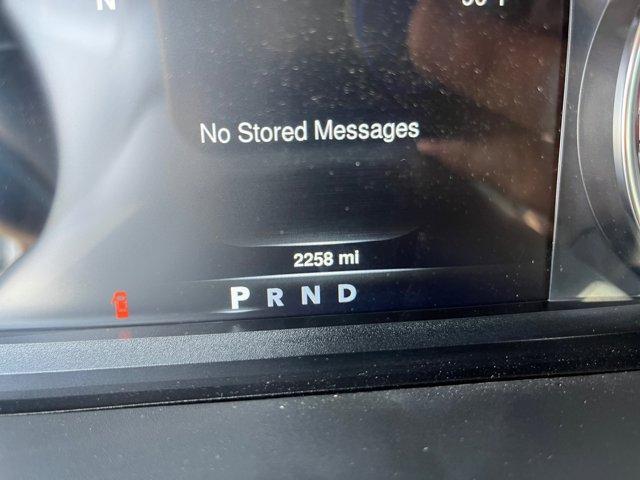 N
No Stored Messages
2258 mi
P R N D